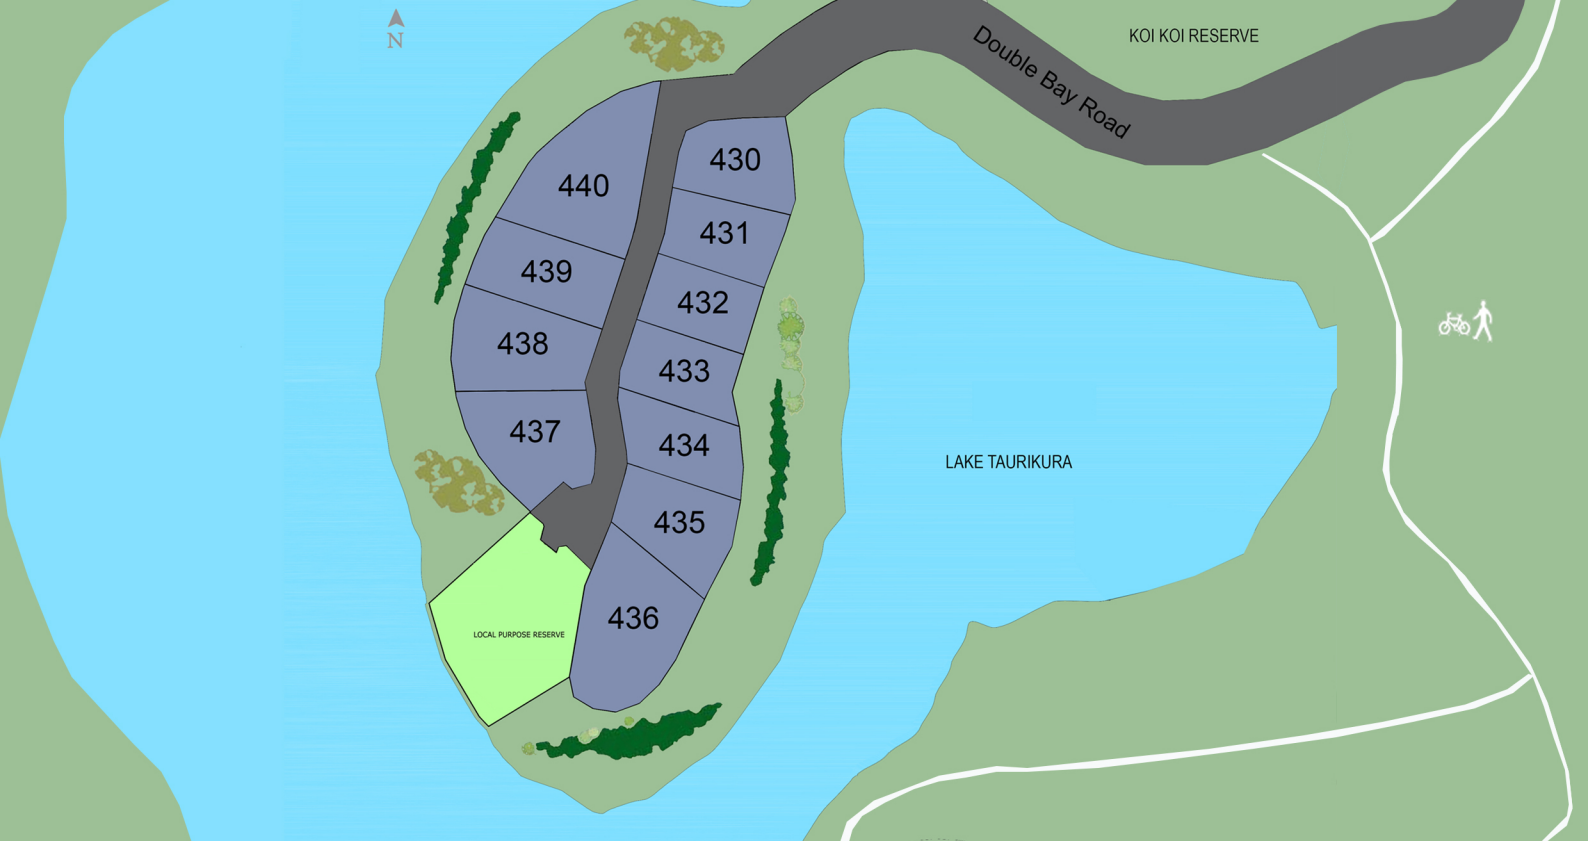 N
KOI KOI RESERVE
Double Bay Road
430
440
431
439
432
438
433
437
434
LAKE TAURIKURA
435
436
LOCAL PURPOSE RESERVE